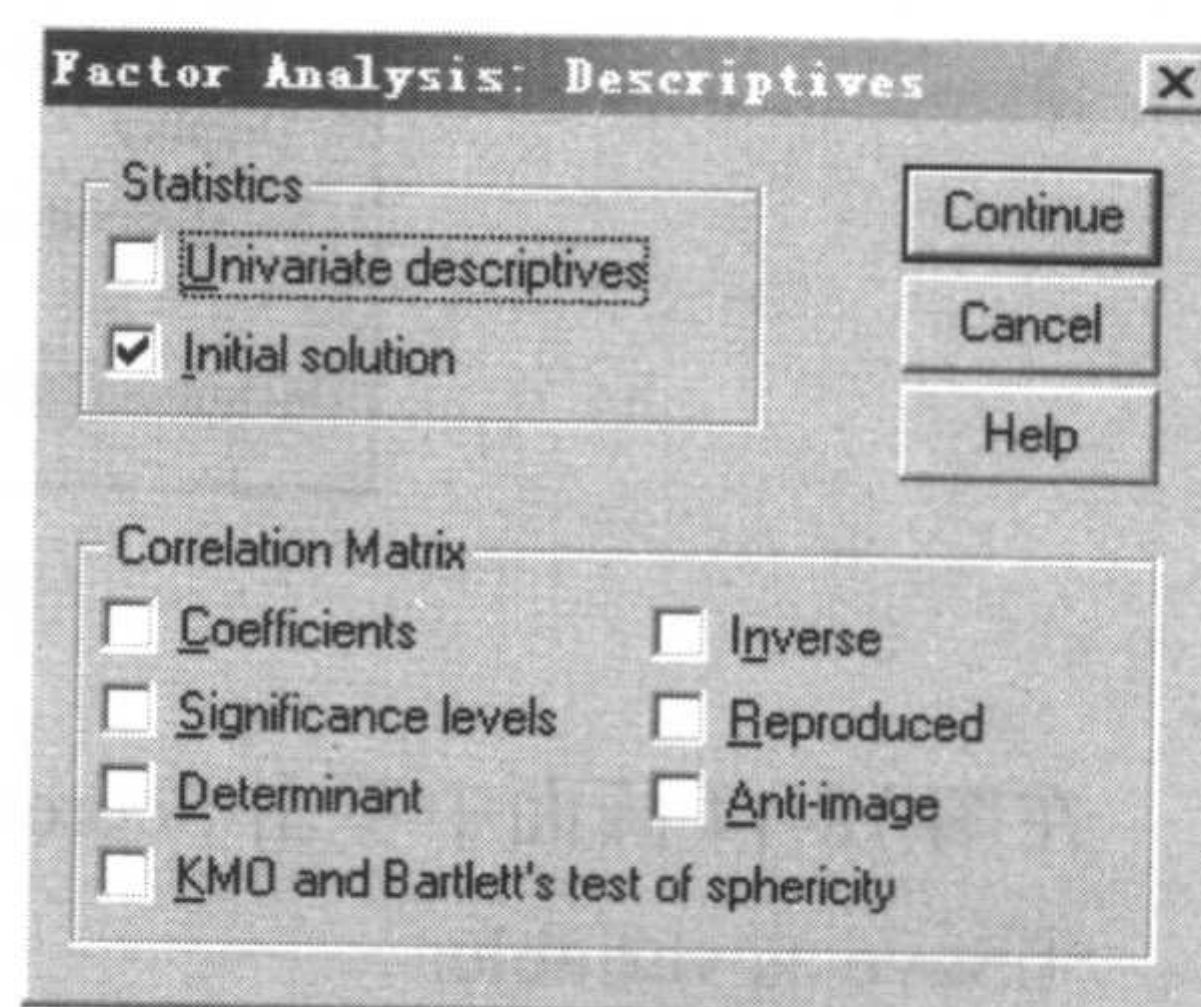 Factor Analysis: Descriptives
Statistics
Univariate descriptives
Initial solution
Continue
Cancel
Help
Correlation Matrix
Coefficients
Inverse
Significance levels
Reproduced
Determinant
Anti-image
KMO and Bartlett's test of sphericity